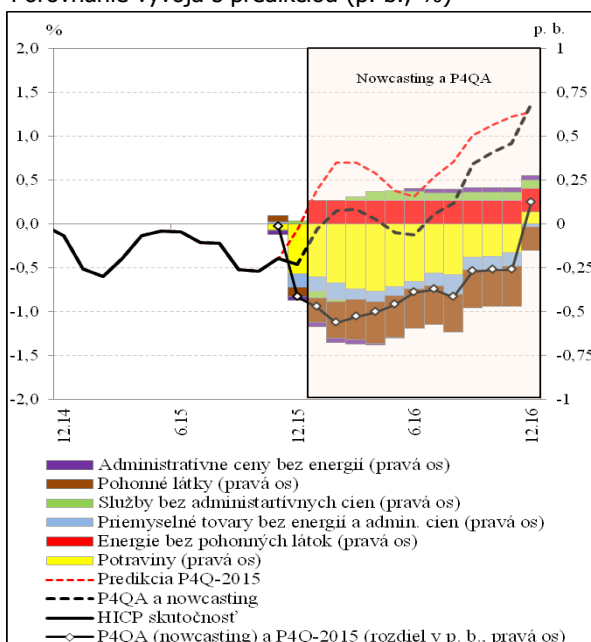 Porovnanie vývoja s predikciou (p. b., %)
% p. b.
Nowcasting a P4QA
2,0 1
1,5 0,75
1,0 0,5
0,5 0,25
0,0 0
-0,5 -0,25
-1,0 -0,5
-1,5 -0,75
-2,0 -1
12.14 6.15 12.15 6.16 12.16
Administratívne ceny bez energií (pravá os)
Pohonné látky (pravá os)
Služby bez administartívnych cien (pravá os)
Priemyselné tovary bez energií a admin. cien (pravá os)
Energie bez pohonných látok (pravá os)
Potraviny (pravá os)
Predikcia P4Q-2015
P4QA a nowcasting
HICP skutočnosť
P4QA (nowcasting) a P4Q-2015 (rozdiel v p. b., pravá os)